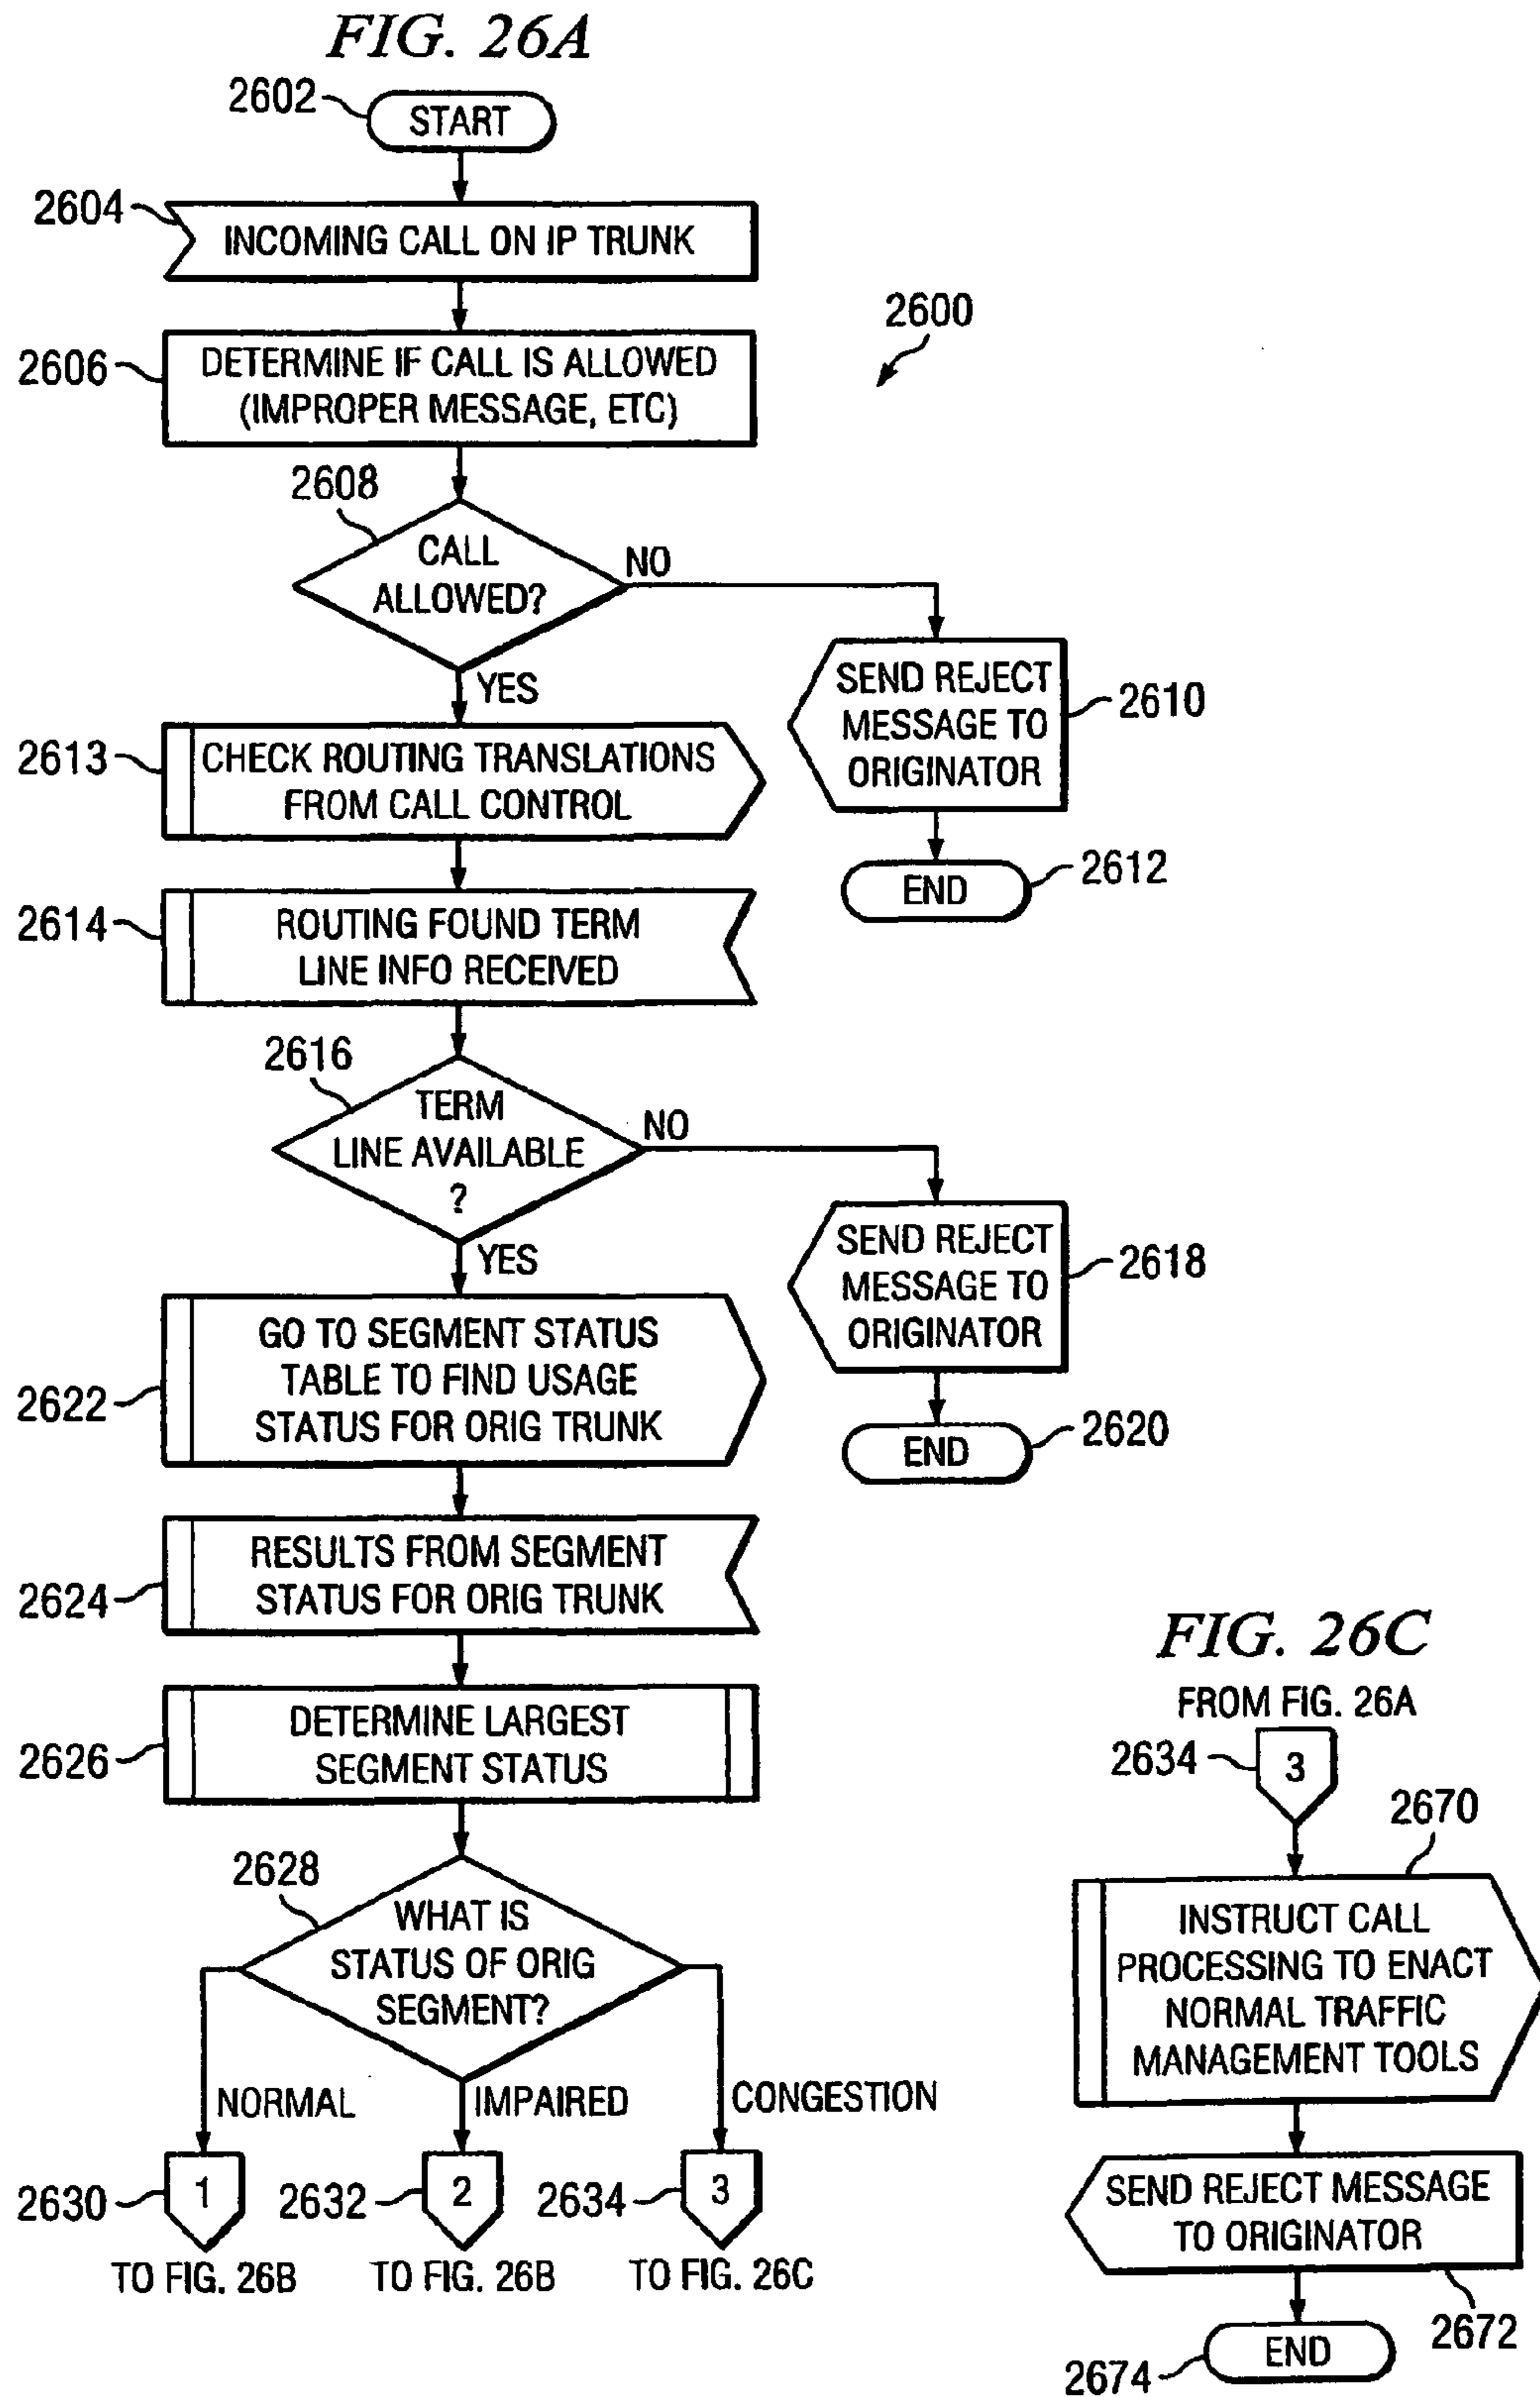 FIG. 26A
2602
START
2604
INCOMING CALL ON IP TRUNK
2600
2606
DETERMINE IF CALL IS ALLOWED
(IMPROPER MESSAGE, ETC)
2608
CALL
ALLOWED?
NO
YES
SEND REJECT
MESSAGE TO
ORIGINATOR
2610
2613
CHECK ROUTING TRANSLATIONS
FROM CALL CONTROL
END
2612
2614
ROUTING FOUND TERM
LINE INFO RECEIVED
2616
TERM
LINE AVAILABLE
?
NO
YES
SEND REJECT
MESSAGE TO
ORIGINATOR
2618
2622
GO TO SEGMENT STATUS
TABLE TO FIND USAGE
STATUS FOR ORIG TRUNK
END
2620
2624
RESULTS FROM SEGMENT
STATUS FOR ORIG TRUNK
2626
DETERMINE LARGEST
SEGMENT STATUS
2628
WHAT IS
STATUS OF ORIG
SEGMENT?
NORMAL
IMPAIRED
CONGESTION
2630
1
2632
2
2634
3
TO FIG. 26B
TO FIG. 26B
TO FIG. 26C
FIG. 26C
FROM FIG. 26A
2634
3
2670
INSTRUCT CALL
PROCESSING TO ENACT
NORMAL TRAFFIC
MANAGEMENT TOOLS
SEND REJECT MESSAGE
TO ORIGINATOR
2672
END
2674